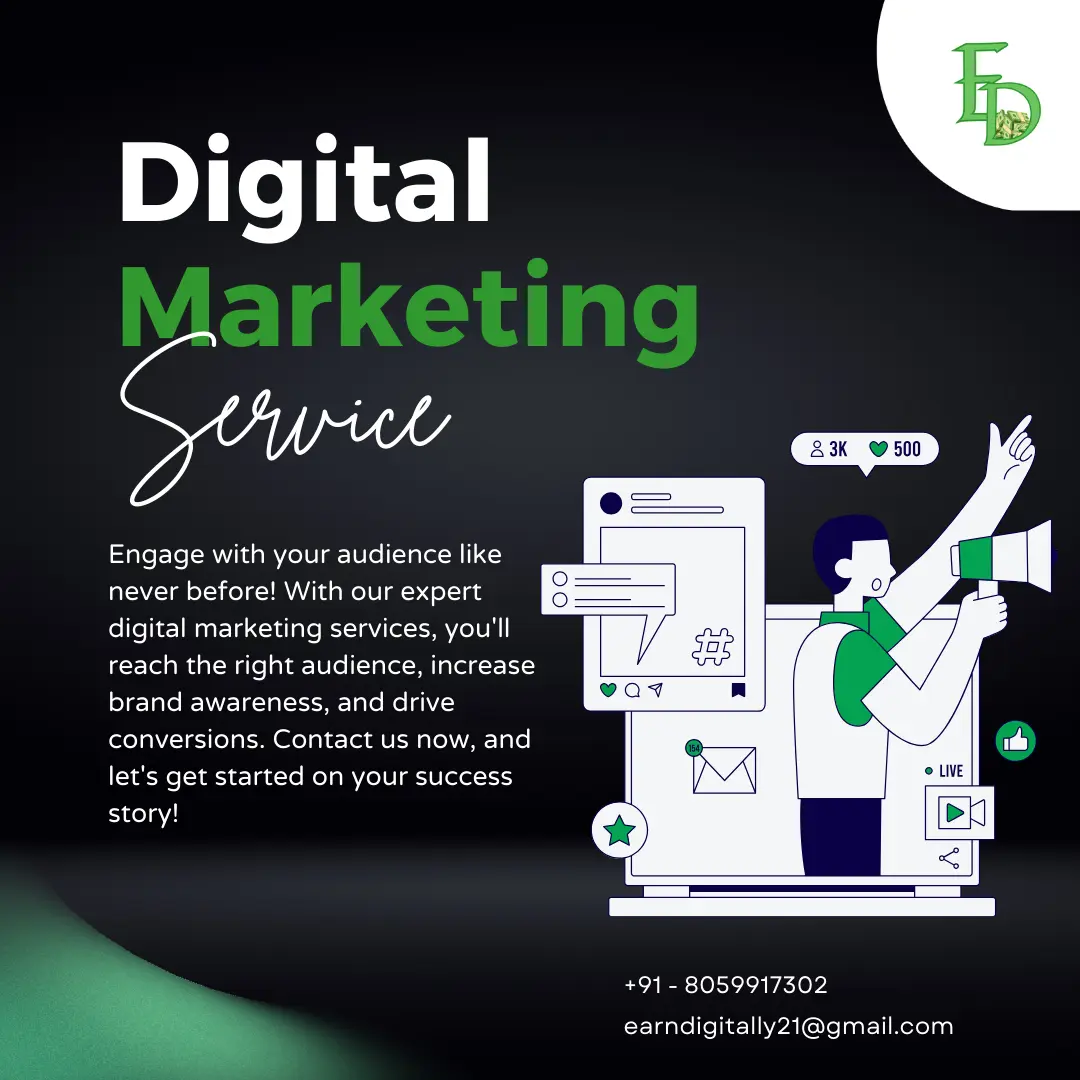 ED
Digital
Marketing
Service
3K 500
Engage with your audience like
never before! With our expert
digital marketing services, you'll
reach the right audience, increase
brand awareness, and drive
conversions. Contact us now, and
let's get started on your success
story!
#
154
LIVE
+91 - 8059917302
earndigitally21@gmail.com